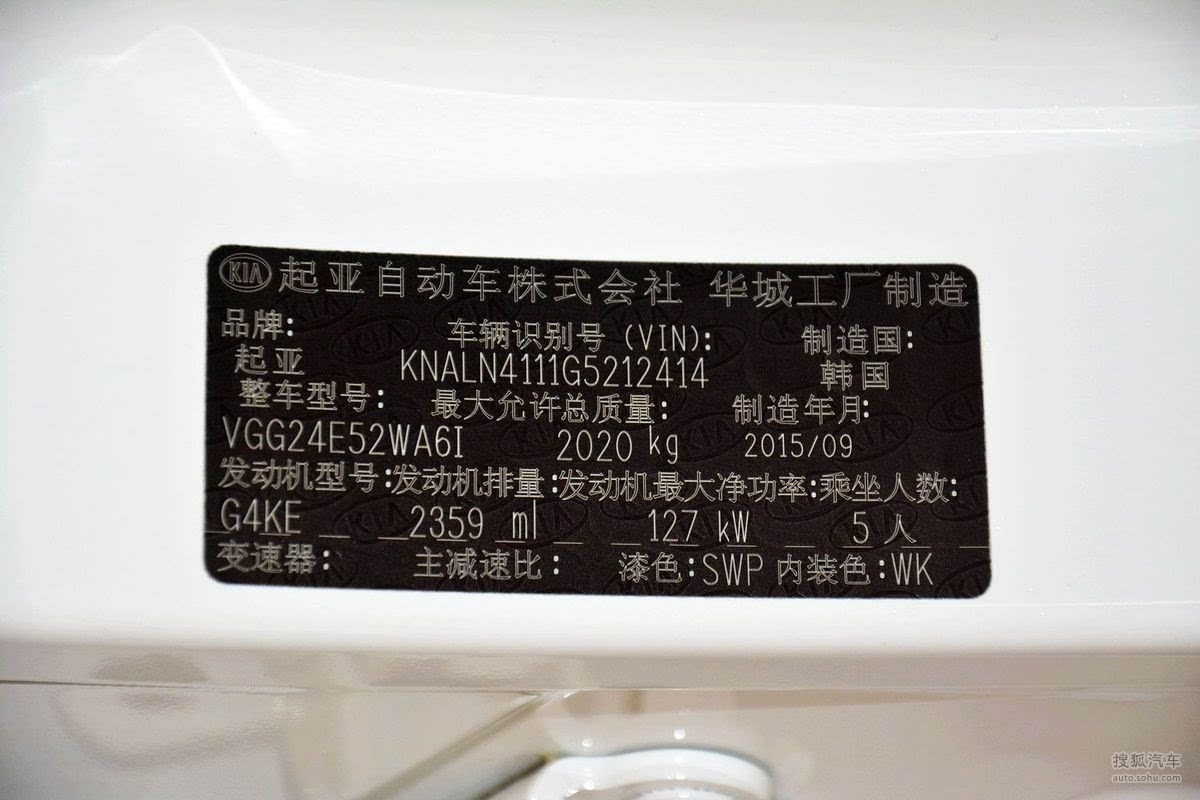 KIA 起亚自动车株式会社 华城工厂制造
品牌: 车辆识别号 (VIN): 制造国:
起亚 KNALN4111G5212414 韩国
整车型号: 最大允许总质量: 制造年月:
VGG24E52WA6I 2020 kg 2015/09
发动机型号:发动机排量:发动机最大净功率:乘坐人数:
G4KE 2359 ml 127 kW 5 人
变速器: 主减速比: 漆色:SWP 内装色:WK
搜狐汽车
auto.sohu.com